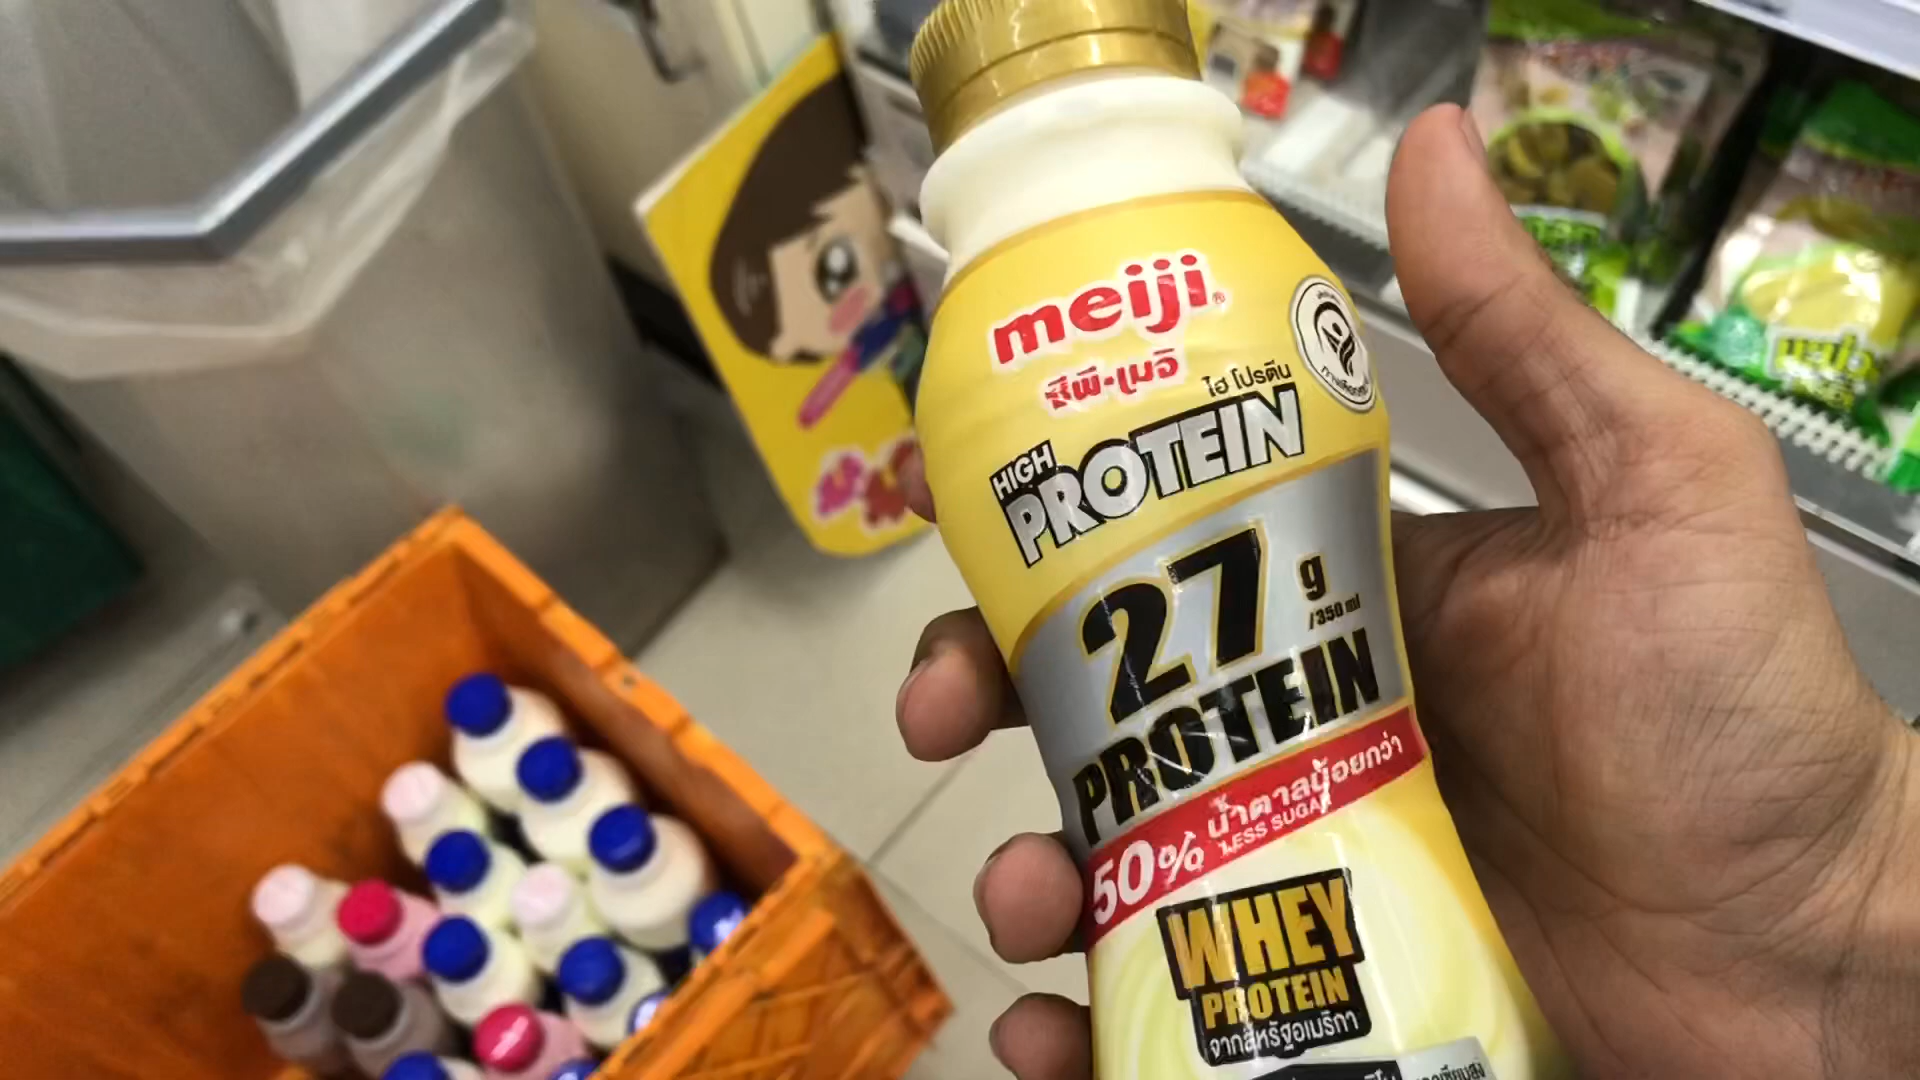 meiji
ซีพี-เมจิ
ไฮ โปรตีน
HIGH
PROTEIN
27 g
/350 ml
PROTEIN
50% น้ำตาลน้อยกว่า
LESS SUGAR
WHEY
PROTEIN
จากสหรัฐอเมริกา